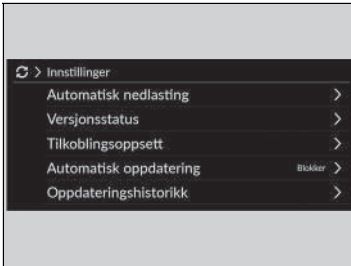 > Innstillinger
Automatisk nedlasting >
Versjonsstatus >
Tilkoblingsoppsett >
Automatisk oppdatering Blokker >
Oppdateringshistorikk >